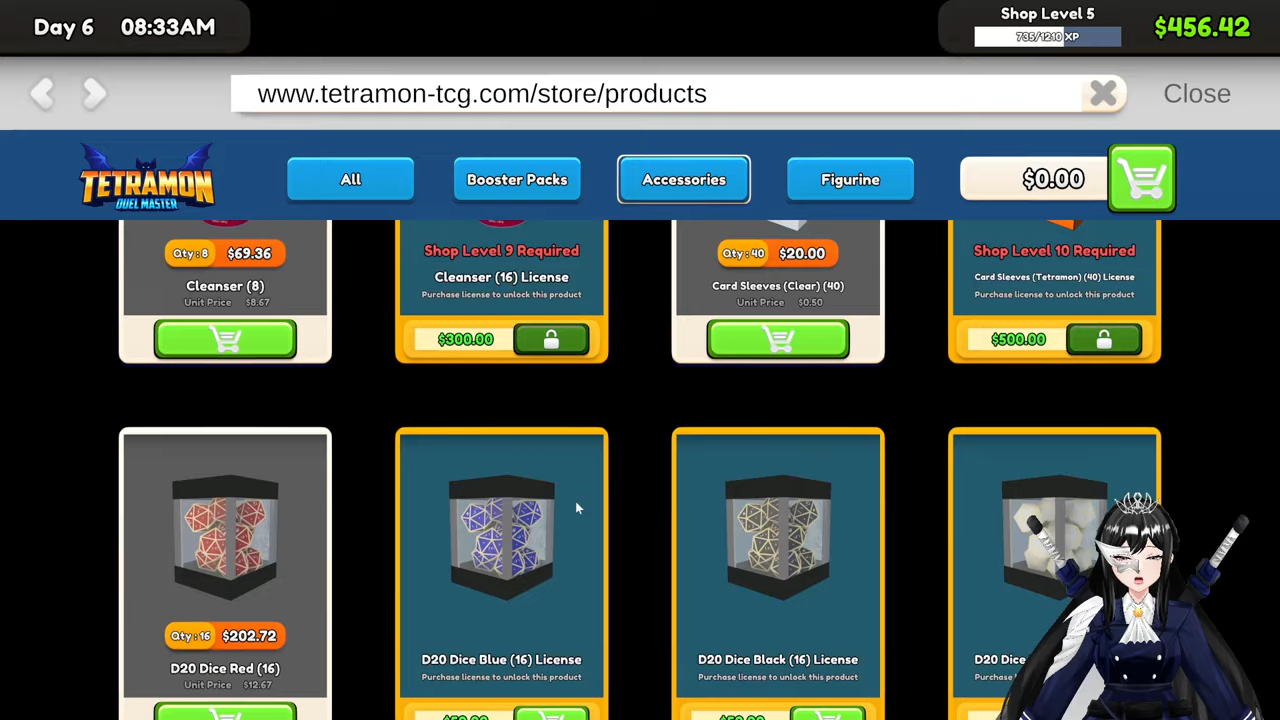 Day 6 08:33AM
Shop Level 5
735/1210 XP
$456.42
www.tetramon-tcg.com/store/products
Close
TETRAMON
DUEL MASTER
All
Booster Packs
Accessories
Figurine
$0.00
Qty : 8 $69.36
Cleanser (8)
Unit Price $8.67
Shop Level 9 Required
Cleanser (16) License
Purchase license to unlock this product
$300.00
Qty : 40 $20.00
Card Sleeves (Clear) (40)
Unit Price $0.50
Shop Level 10 Required
Card Sleeves (Tetramon) (40) License
Purchase license to unlock this product
$500.00
Qty : 16 $202.72
D20 Dice Red (16)
Unit Price $12.67
D20 Dice Blue (16) License
Purchase license to unlock this product
D20 Dice Black (16) License
Purchase license to unlock this product
D20 Dice
Purchase license